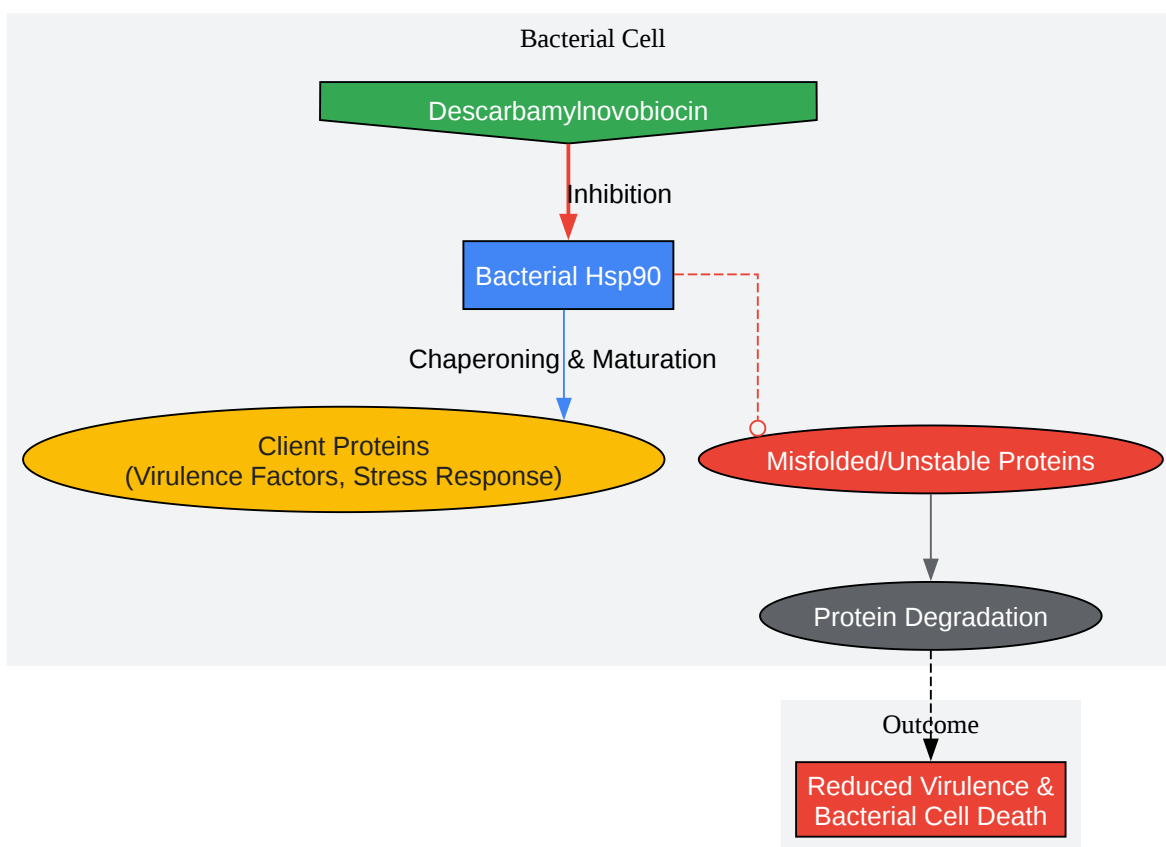 Bacterial Cell
Descarbamylnovobiocin
Inhibition
Bacterial Hsp90
Chaperoning & Maturation
Client Proteins
(Virulence Factors, Stress Response)
Misfolded/Unstable Proteins
Protein Degradation
Outcome
Reduced Virulence &
Bacterial Cell Death